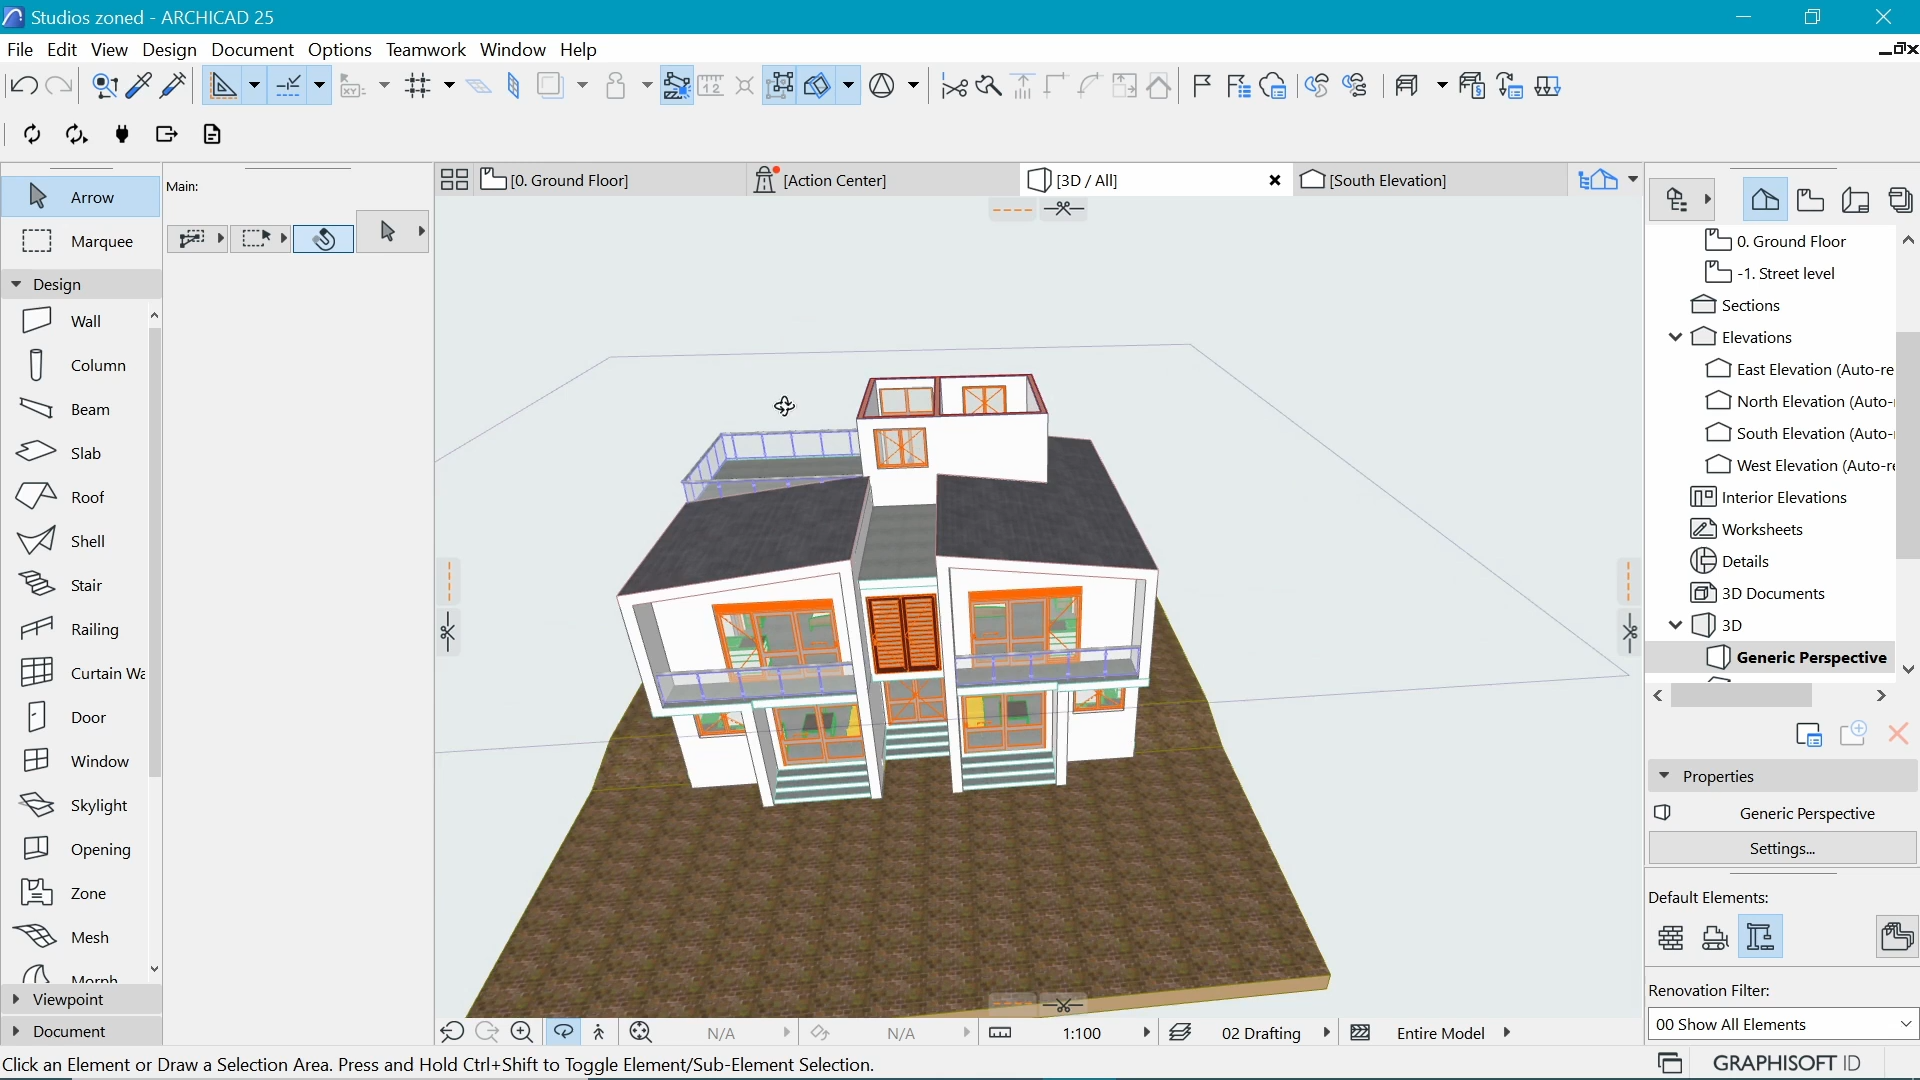 Studios zoned - ARCHICAD 25
File Edit View Design Document Options Teamwork Window Help
Main:
[0. Ground Floor]
[Action Center]
[3D / All]
[South Elevation]
Arrow
Marquee
Design
Wall
Column
Beam
Slab
Roof
Shell
Stair
Railing
Curtain Wa
Door
Window
Skylight
Opening
Zone
Mesh
Morph
Viewpoint
Document
0. Ground Floor
-1. Street level
Sections
Elevations
East Elevation (Auto-re
North Elevation (Auto-
South Elevation (Auto-
West Elevation (Auto-re
Interior Elevations
Worksheets
Details
3D Documents
3D
Generic Perspective
Properties
Generic Perspective
Settings...
Default Elements:
Renovation Filter:
00 Show All Elements
N/A
N/A
1:100
02 Drafting
Entire Model
Click an Element or Draw a Selection Area. Press and Hold Ctrl+Shift to Toggle Element/Sub-Element Selection.
GRAPHISOFT ID